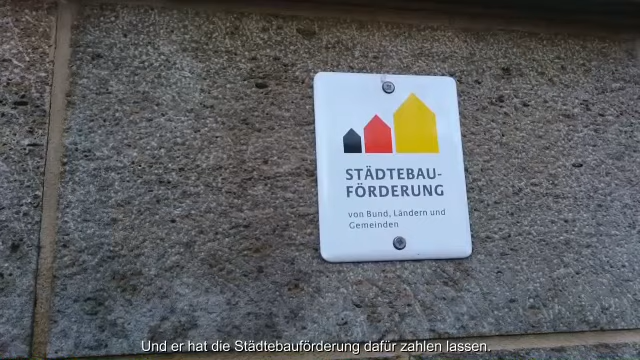 STÄDTEBAU-
FÖRDERUNG
von Bund, Ländern und
Gemeinden
Und er hat die Städtebauförderung dafür zahlen lassen.